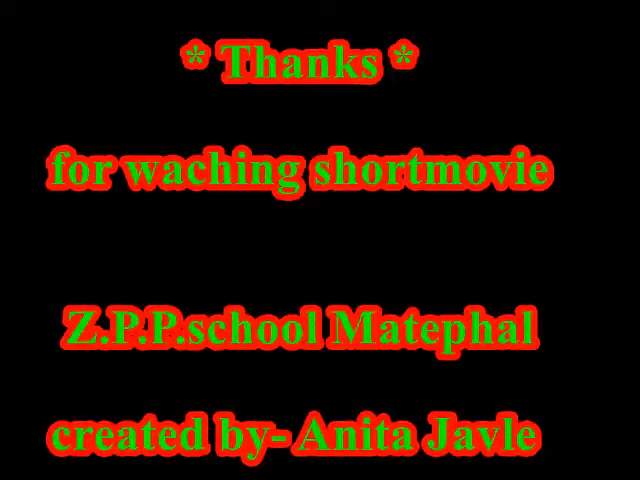 * Thanks *
for waching shortmovie
Z.P.P.school Matephal
created by- Anita Javle